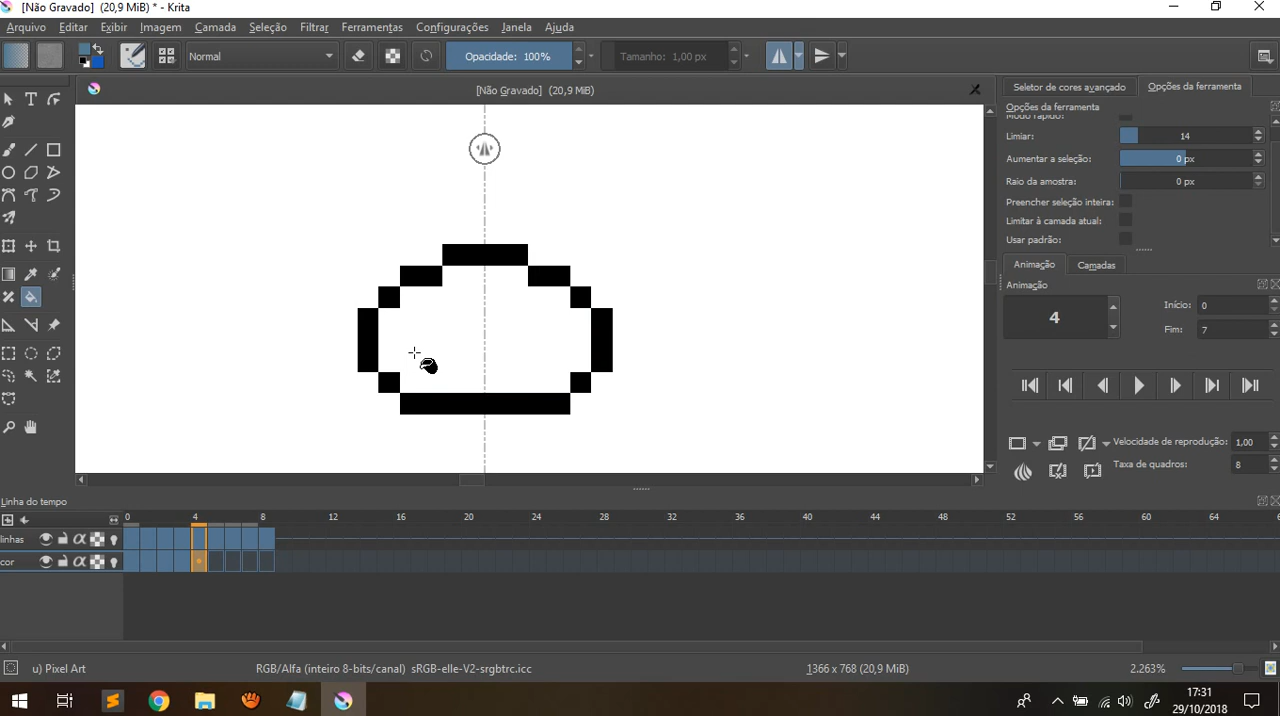 [Não Gravado] (20,9 MiB) * - Krita
Arquivo Editar Exibir Imagem Camada Seleção Filtrar Ferramentas Configurações Janela Ajuda
Normal Opacidade: 100% Tamanho: 1,00 px
[Não Gravado] (20,9 MiB)
Seletor de cores avançado Opções da ferramenta
Opções da ferramenta
Modo rápido:
Limiar: 14
Aumentar a seleção: 0 px
Raio da amostra: 0 px
Preencher seleção inteira:
Limitar à camada atual:
Usar padrão:
Animação Camadas
Animação
4
Início: 0
Fim: 7
Velocidade de reprodução: 1,00
Taxa de quadros: 8
Linha do tempo
0 4 8 12 16 20 24 28 32 36 40 44 48 52 56 60 64
linhas
cor
u) Pixel Art RGB/Alfa (inteiro 8-bits/canal) sRGB-elle-V2-srgbtrc.icc 1366 x 768 (20,9 MiB) 2.263%
17:31
29/10/2018